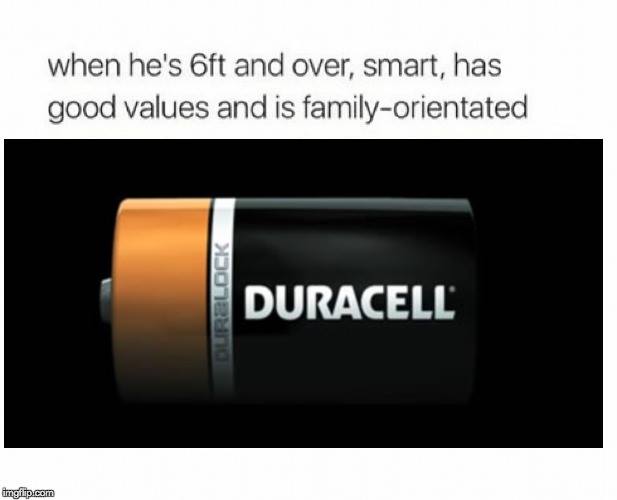 when he's 6ft and over, smart, has
good values and is family-orientated
DURALOCK
DURACELL
imgflip.com